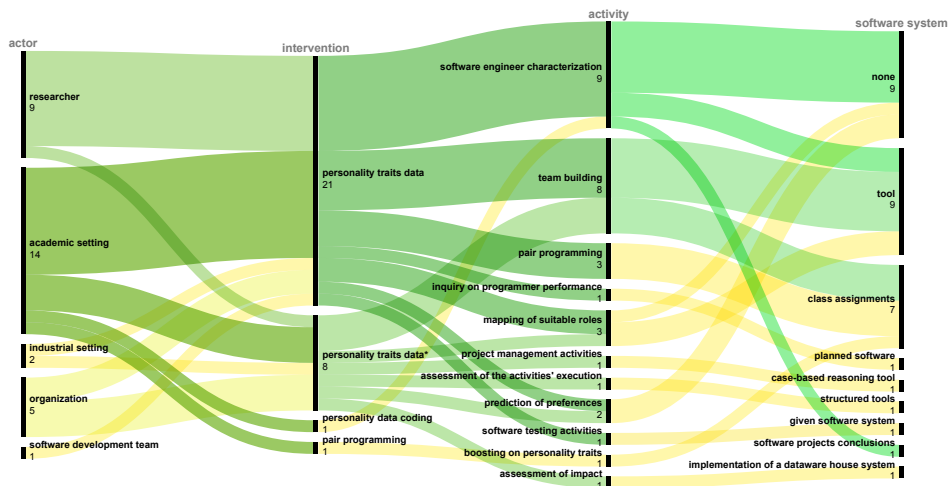 actor
researcher
9
academic setting
14
industrial setting
2
organization
5
software development team
1
intervention
personality traits data
21
personality traits data*
8
personality data coding
1
pair programming
1
activity
software engineer characterization
9
team building
8
pair programming
3
inquiry on programmer performance
1
mapping of suitable roles
3
project management activities
1
assessment of the activities' execution
1
prediction of preferences
2
software testing activities
1
boosting on personality traits
1
assessment of impact
1
software system
none
9
tool
9
class assignments
7
planned software
1
case-based reasoning tool
1
structured tools
1
given software system
1
software projects conclusions
1
implementation of a dataware house system
1